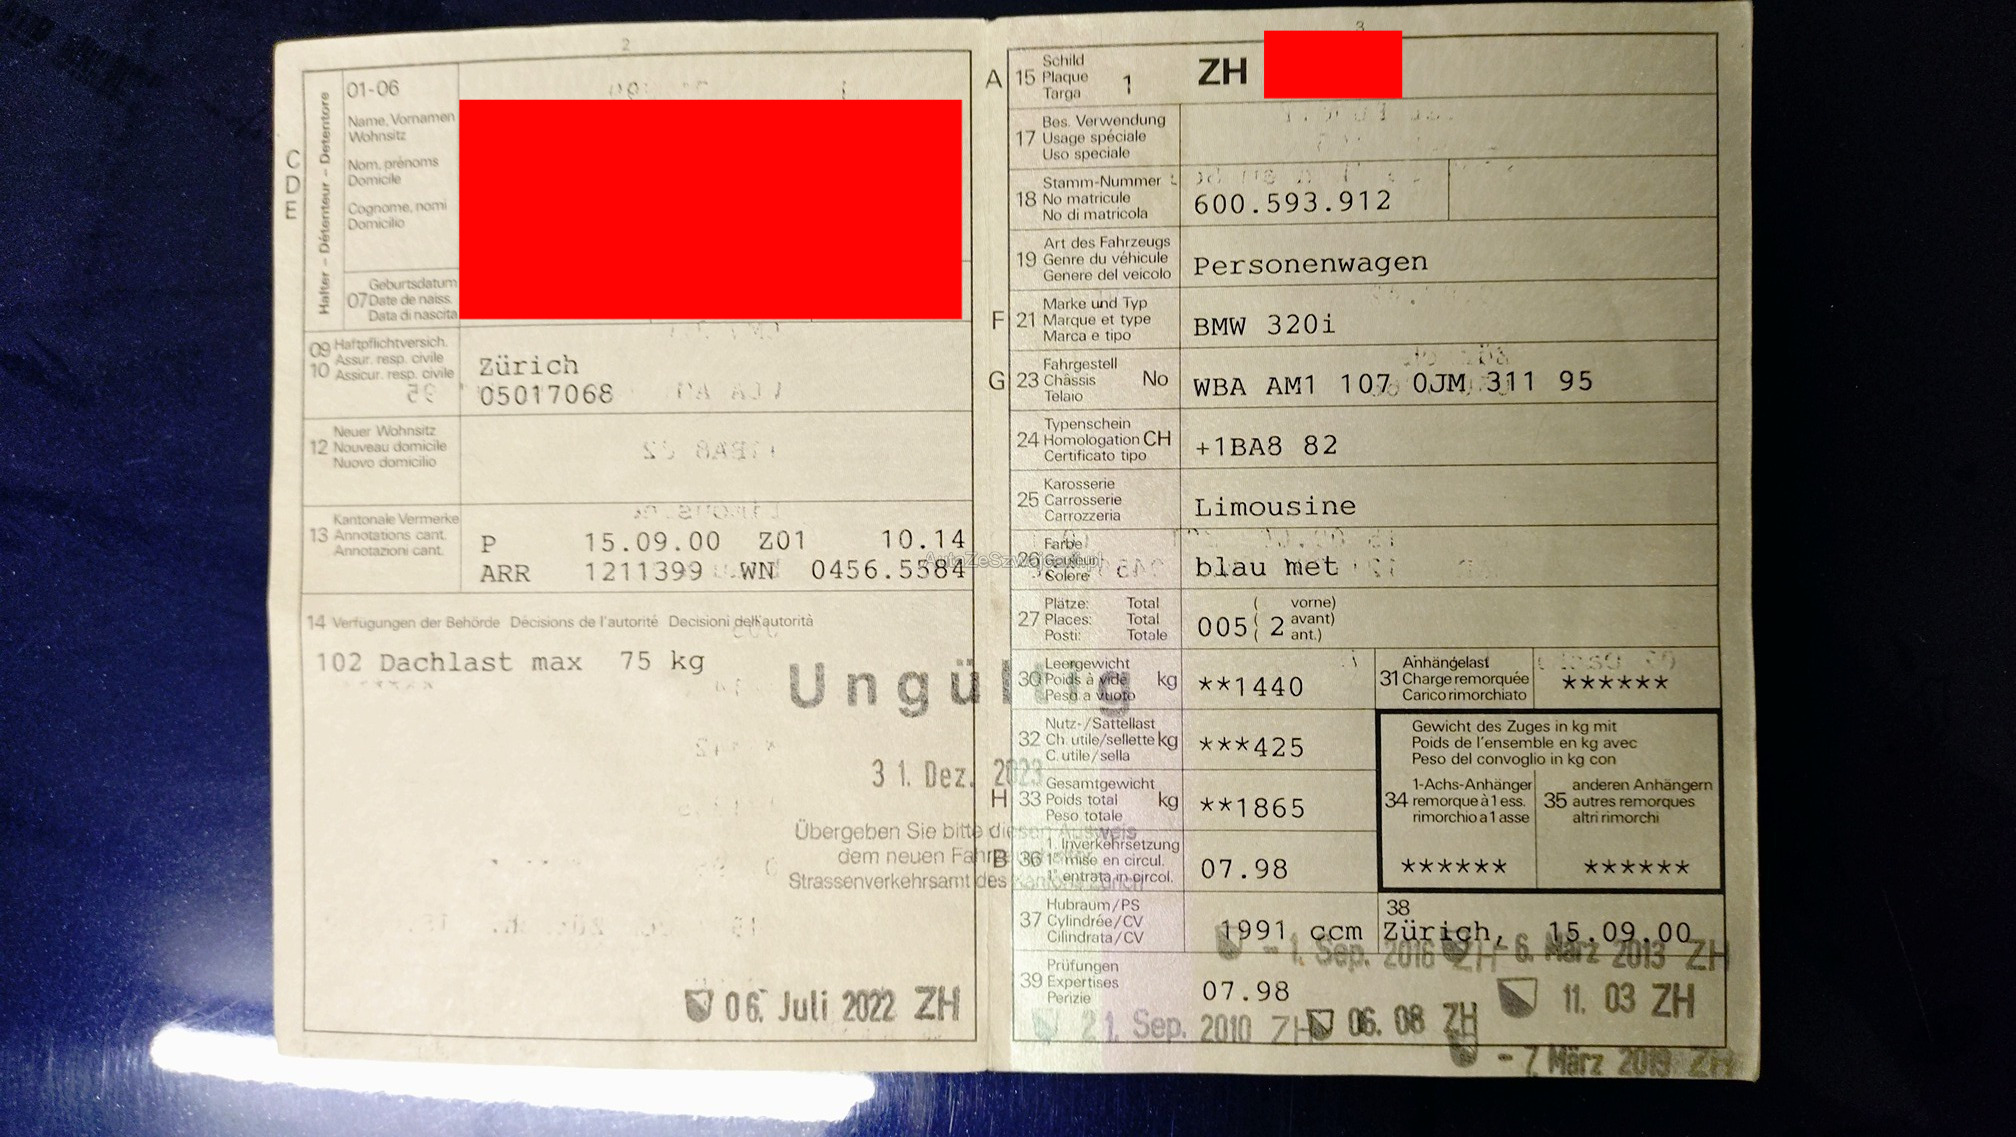 2
01-06
Name, Vornamen
Wohnsitz
Nom, prénoms
Domicile
Cognome, nomi
Domicilio
Halter - Détenteur - Detentore
C
D
E
07 Geburtsdatum
Date de naiss.
Data di nascita
09 Haftpflichtversich.
Assur. resp. civile
10 Assicur. resp. civile
Zürich
05017068
12 Neuer Wohnsitz
Nouveau domicile
Nuovo domicilio
13 Kantonale Vermerke
Annotations cant.
Annotazioni cant.
P 15.09.00 Z01 10.14
ARR 1211399 WN 0456.5584
14 Verfügungen der Behörde Décisions de l'autorité Decisioni dell'autorità
102 Dachlast max 75 kg
Ungültig
31. Dez. 2023
Übergeben Sie bitte diesen Ausweis
dem neuen
Strassenverkehrsamt des Kantons Zürich
06. Juli 2022 ZH
3
A 15 Schild
Plaque
Targa
1
ZH
17 Bes. Verwendung
Usage spéciale
Uso speciale
18 Stamm-Nummer
No matricule
No di matricola
600.593.912
19 Art des Fahrzeugs
Genre du véhicule
Genere del veicolo
Personenwagen
F 21 Marke und Typ
Marque et type
Marca e tipo
BMW 320i
G 23 Fahrgestell
Châssis No
Telaio
WBA AM1 107 0JM 311 95
24 Typenschein
Homologation CH
Certificato tipo
+1BA8 82
25 Karosserie
Carrosserie
Carrozzeria
Limousine
26 Farbe
Couleur
Colore
blau met
AutaZeSzwajcarii.pl
27 Plätze: Total
Places: Total
Posti: Totale
005 ( 2 vorne)
( avant)
( ant.)
30 Leergewicht
Poids à vide kg
Peso a vuoto
**1440
31 Anhängelast
Charge remorquée
Carico rimorchiato
******
32 Nutz-/Sattellast
Ch. utile/sellette kg
C. utile/sella
***425
Gewicht des Zuges in kg mit
Poids de l'ensemble en kg avec
Peso del convoglio in kg con
H 33 Gesamtgewicht
Poids total kg
Peso totale
**1865
34 1-Achs-Anhänger
remorque à 1 ess.
rimorchio a 1 asse
******
35 anderen Anhängern
autres remorques
altri rimorchi
******
B 36 1. Inverkehrsetzung
1e mise en circul.
1a entrata in circol.
07.98
37 Hubraum/PS
Cylindrée/CV
Cilindrata/CV
1991 ccm
38
Zürich, 15.09.00
- 1. Sep. 2016 ZH
- 6. März 2013 ZH
39 Prüfungen
Expertises
Perizie
07.98
11. 03 ZH
21. Sep. 2010 ZH
06. 08 ZH
- 7. März 2019 ZH